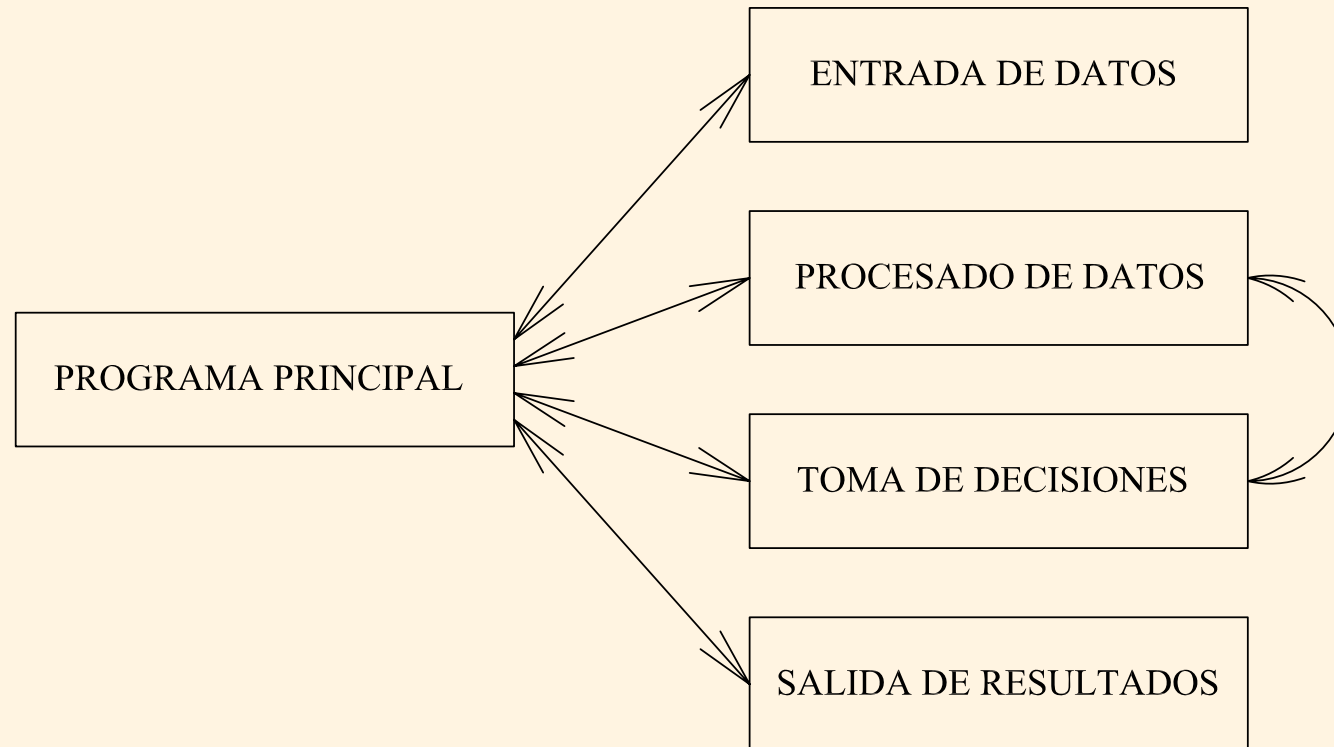 ENTRADA DE DATOS
PROCESADO DE DATOS
PROGRAMA PRINCIPAL
TOMA DE DECISIONES
SALIDA DE RESULTADOS